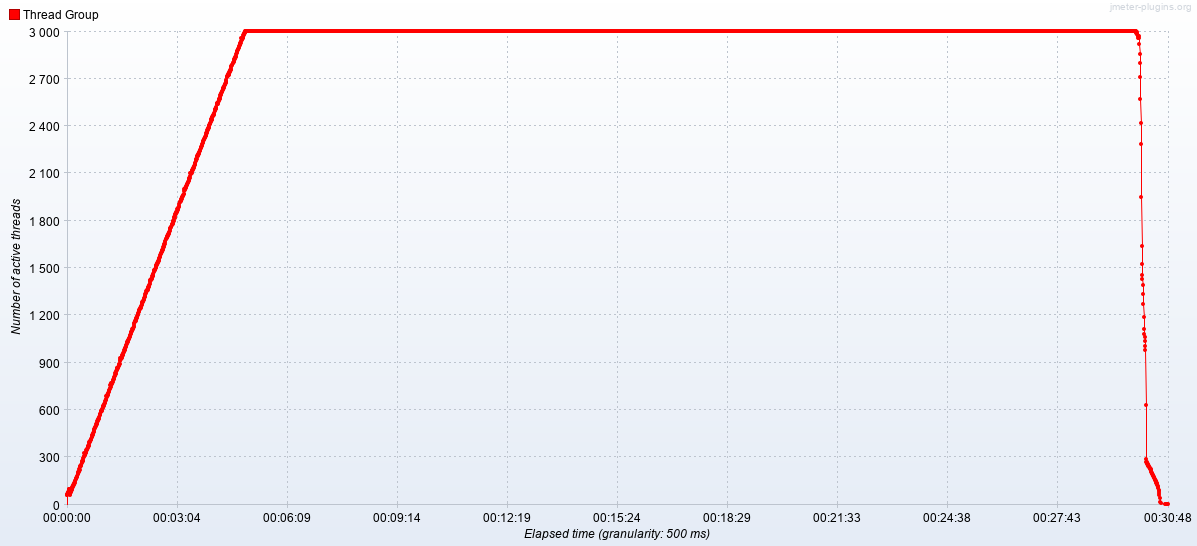 jmeter-plugins.org
Thread Group
3 000
2 700
2 400
2 100
1 800
1 500
1 200
900
600
300
0
Number of active threads
00:00:00 00:03:04 00:06:09 00:09:14 00:12:19 00:15:24 00:18:29 00:21:33 00:24:38 00:27:43 00:30:48
Elapsed time (granularity: 500 ms)